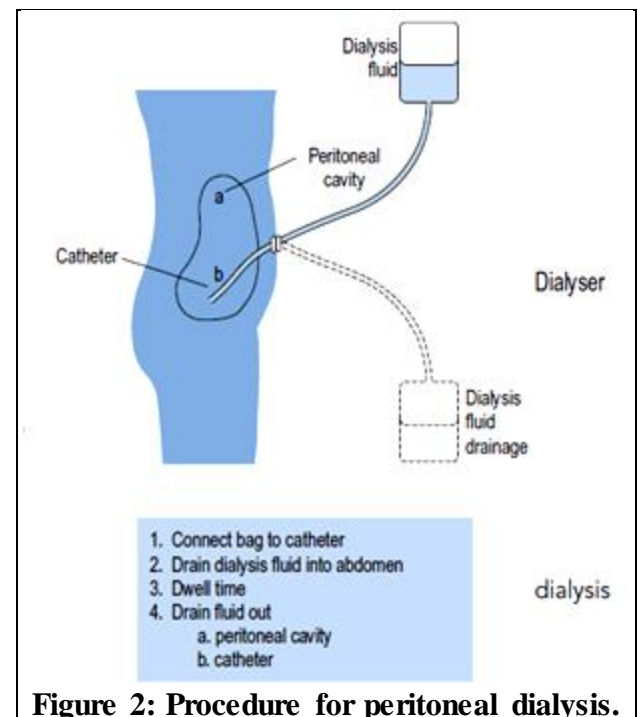 Dialysis
fluid
Peritoneal
cavity
a
Catheter
b
Dialyser
Dialysis
fluid
drainage
1. Connect bag to catheter
2. Drain dialysis fluid into abdomen
3. Dwell time
4. Drain fluid out
a. peritoneal cavity
b. catheter
dialysis
Figure 2: Procedure for peritoneal dialysis.